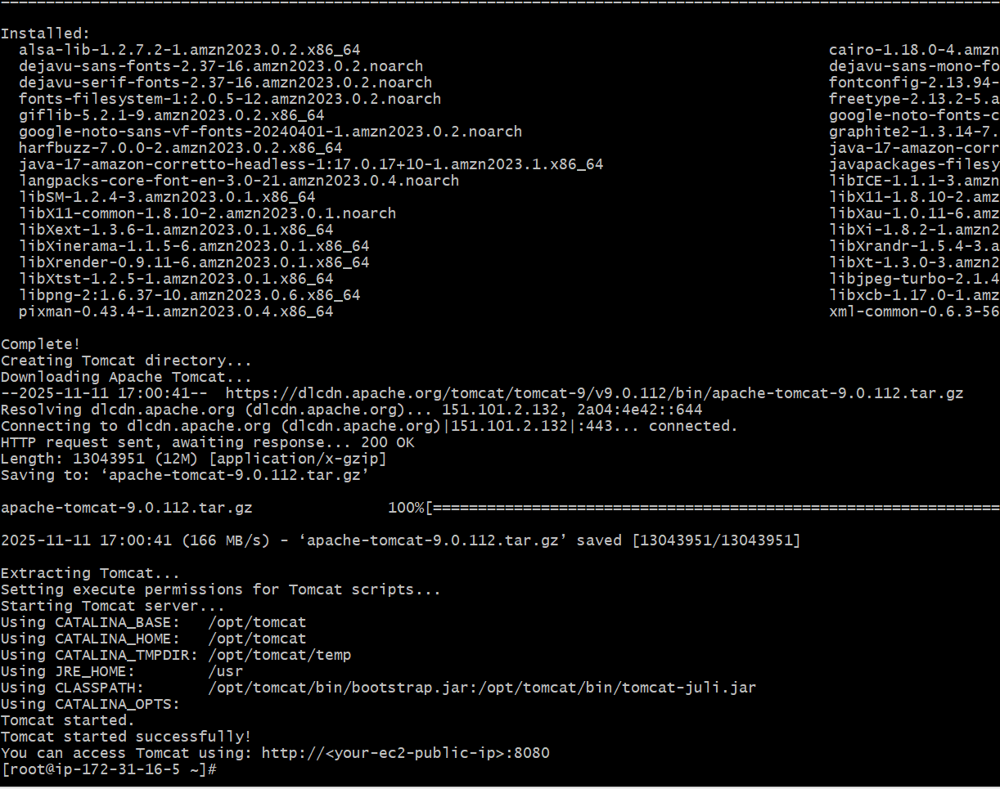 Installed:
  alsa-lib-1.2.7.2-1.amzn2023.0.2.x86_64 cairo-1.18.0-4.amzn
  dejavu-sans-fonts-2.37-16.amzn2023.0.2.noarch dejavu-sans-mono-fo
  dejavu-serif-fonts-2.37-16.amzn2023.0.2.noarch fontconfig-2.13.94-
  fonts-filesystem-1:2.0.5-12.amzn2023.0.2.noarch freetype-2.13.2-5.a
  giflib-5.2.1-9.amzn2023.0.2.x86_64 google-noto-fonts-c
  google-noto-sans-vf-fonts-20240401-1.amzn2023.0.2.noarch graphite2-1.3.14-7.
  harfbuzz-7.0.0-2.amzn2023.0.2.x86_64 java-17-amazon-corr
  java-17-amazon-corretto-headless-1:17.0.17+10-1.amzn2023.1.x86_64 javapackages-filesy
  langpacks-core-font-en-3.0-21.amzn2023.0.4.noarch libICE-1.1.1-3.amzn
  libSM-1.2.4-3.amzn2023.0.1.x86_64 libX11-1.8.10-2.amz
  libX11-common-1.8.10-2.amzn2023.0.1.noarch libXau-1.0.11-6.amz
  libXext-1.3.6-1.amzn2023.0.1.x86_64 libXi-1.8.2-1.amzn2
  libXinerama-1.1.5-6.amzn2023.0.1.x86_64 libXrandr-1.5.4-3.a
  libXrender-0.9.11-6.amzn2023.0.1.x86_64 libXt-1.3.0-3.amzn2
  libXtst-1.2.5-1.amzn2023.0.1.x86_64 libjpeg-turbo-2.1.4
  libpng-2:1.6.37-10.amzn2023.0.6.x86_64 libxcb-1.17.0-1.amz
  pixman-0.43.4-1.amzn2023.0.4.x86_64 xml-common-0.6.3-56
Complete!
Creating Tomcat directory...
Downloading Apache Tomcat...
--2025-11-11 17:00:41--  https://dlcdn.apache.org/tomcat/tomcat-9/v9.0.112/bin/apache-tomcat-9.0.112.tar.gz
Resolving dlcdn.apache.org (dlcdn.apache.org)... 151.101.2.132, 2a04:4e42::644
Connecting to dlcdn.apache.org (dlcdn.apache.org)|151.101.2.132|:443... connected.
HTTP request sent, awaiting response... 200 OK
Length: 13043951 (12M) [application/x-gzip]
Saving to: ‘apache-tomcat-9.0.112.tar.gz’
apache-tomcat-9.0.112.tar.gz 100%[===============================================================
2025-11-11 17:00:41 (166 MB/s) - ‘apache-tomcat-9.0.112.tar.gz’ saved [13043951/13043951]
Extracting Tomcat...
Setting execute permissions for Tomcat scripts...
Starting Tomcat server...
Using CATALINA_BASE:   /opt/tomcat
Using CATALINA_HOME:   /opt/tomcat
Using CATALINA_TMPDIR: /opt/tomcat/temp
Using JRE_HOME:        /usr
Using CLASSPATH:       /opt/tomcat/bin/bootstrap.jar:/opt/tomcat/bin/tomcat-juli.jar
Using CATALINA_OPTS:
Tomcat started.
Tomcat started successfully!
You can access Tomcat using: http://<your-ec2-public-ip>:8080
[root@ip-172-31-16-5 ~]#